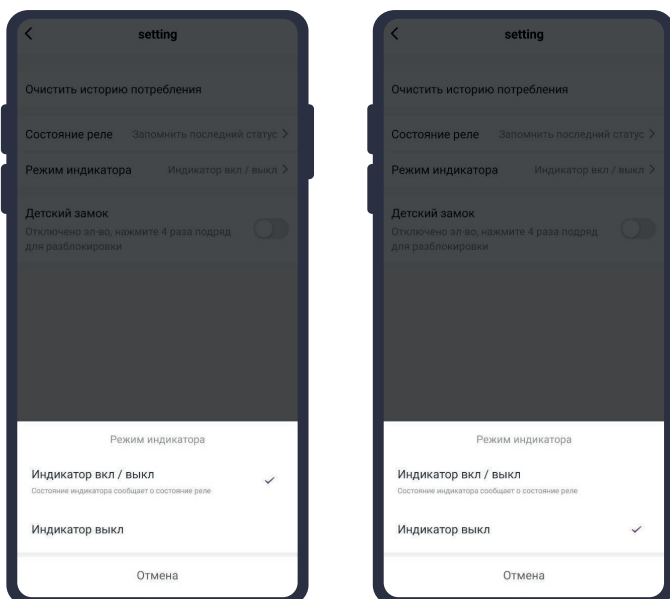 setting
Очистить историю потребления
Состояние реле Запомнить последний статус
Режим индикатора Индикатор вкл / выкл
Детский замок
Отключено эл-во, нажмите 4 раза подряд
для разблокировки
Режим индикатора
Индикатор вкл / выкл
Состояние индикатора сообщает о состояние реле
Индикатор выкл
Отмена
setting
Очистить историю потребления
Состояние реле Запомнить последний статус
Режим индикатора Индикатор вкл / выкл
Детский замок
Отключено эл-во, нажмите 4 раза подряд
для разблокировки
Режим индикатора
Индикатор вкл / выкл
Состояние индикатора сообщает о состояние реле
Индикатор выкл
Отмена